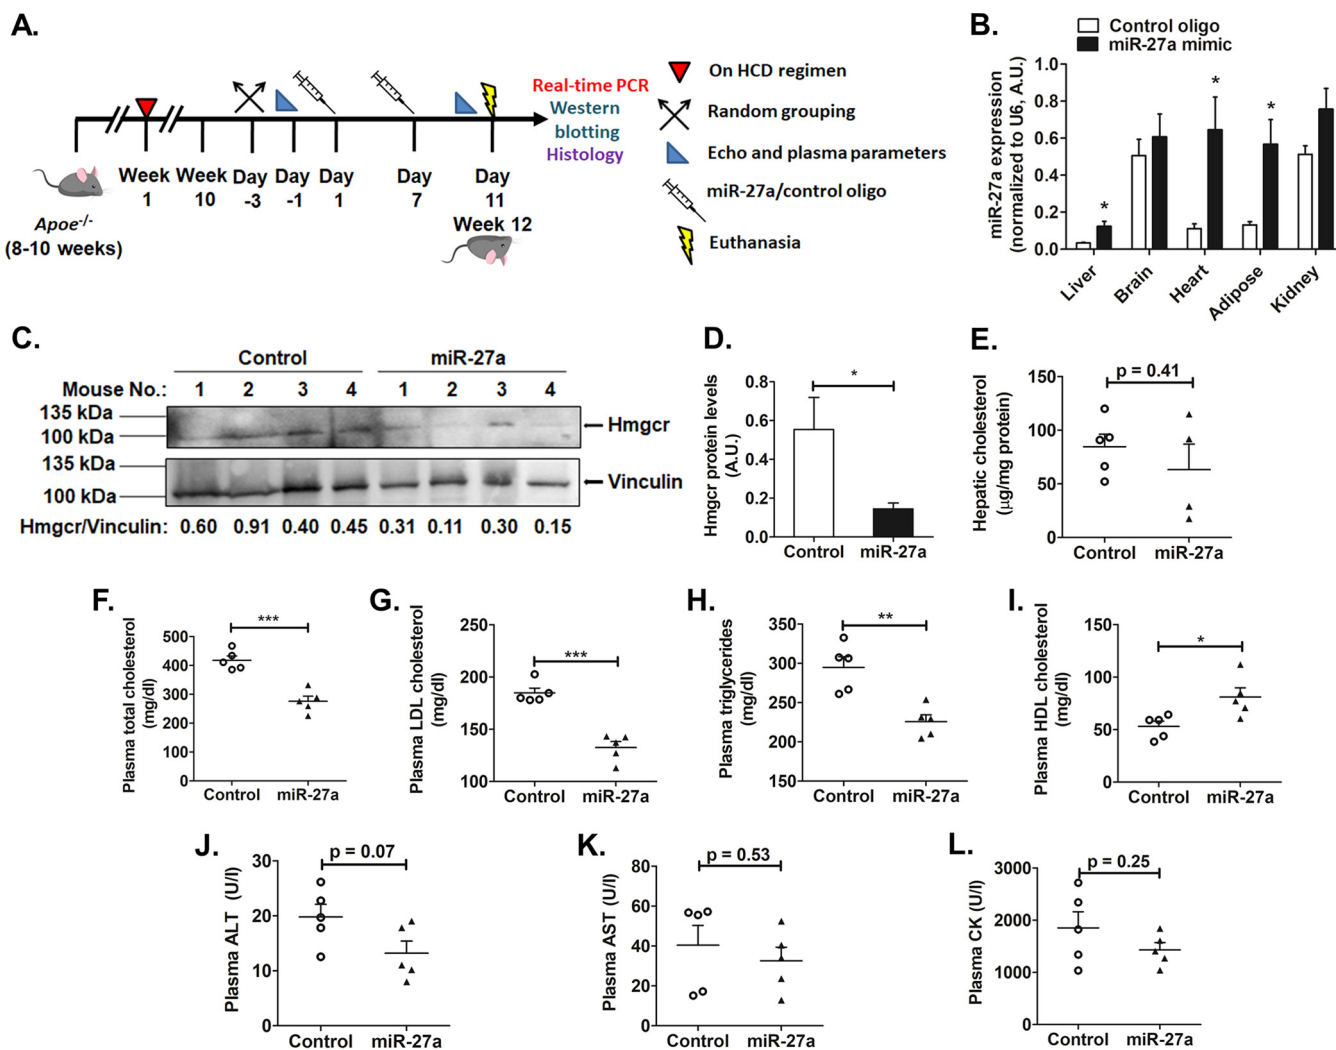 A.
Real-time PCR
Western
blotting
Histology
Week 1
Week 10
Day -3
Day -1
Day 1
Day 7
Day 11
Week 12
Apoe-/-
(8-10 weeks)
On HCD regimen
Random grouping
Echo and plasma parameters
miR-27a/control oligo
Euthanasia
B.
Control oligo
miR-27a mimic
miR-27a expression
(normalized to U6, A.U.)
1.0
0.8
0.6
0.4
0.2
0.0
* * *
Liver Brain Heart Adipose Kidney
C.
Control miR-27a
Mouse No.: 1 2 3 4 1 2 3 4
135 kDa
100 kDa
Hmgcr
135 kDa
100 kDa
Vinculin
Hmgcr/Vinculin: 0.60 0.91 0.40 0.45 0.31 0.11 0.30 0.15
D.
Hmgcr protein levels
(A.U.)
0.8
0.6
0.4
0.2
0.0
*
Control miR-27a
E.
Hepatic cholesterol
(µg/mg protein)
150
100
50
0
p = 0.41
Control miR-27a
F.
Plasma total cholesterol
(mg/dl)
500
400
300
200
100
0
***
Control miR-27a
G.
Plasma LDL cholesterol
(mg/dl)
250
200
150
100
***
Control miR-27a
H.
Plasma triglycerides
(mg/dl)
350
300
250
200
150
**
Control miR-27a
I.
Plasma HDL cholesterol
(mg/dl)
150
100
50
0
*
Control miR-27a
J.
Plasma ALT (U/l)
30
20
10
0
p = 0.07
Control miR-27a
K.
Plasma AST (U/l)
80
60
40
20
0
p = 0.53
Control miR-27a
L.
Plasma CK (U/l)
3000
2000
1000
0
p = 0.25
Control miR-27a